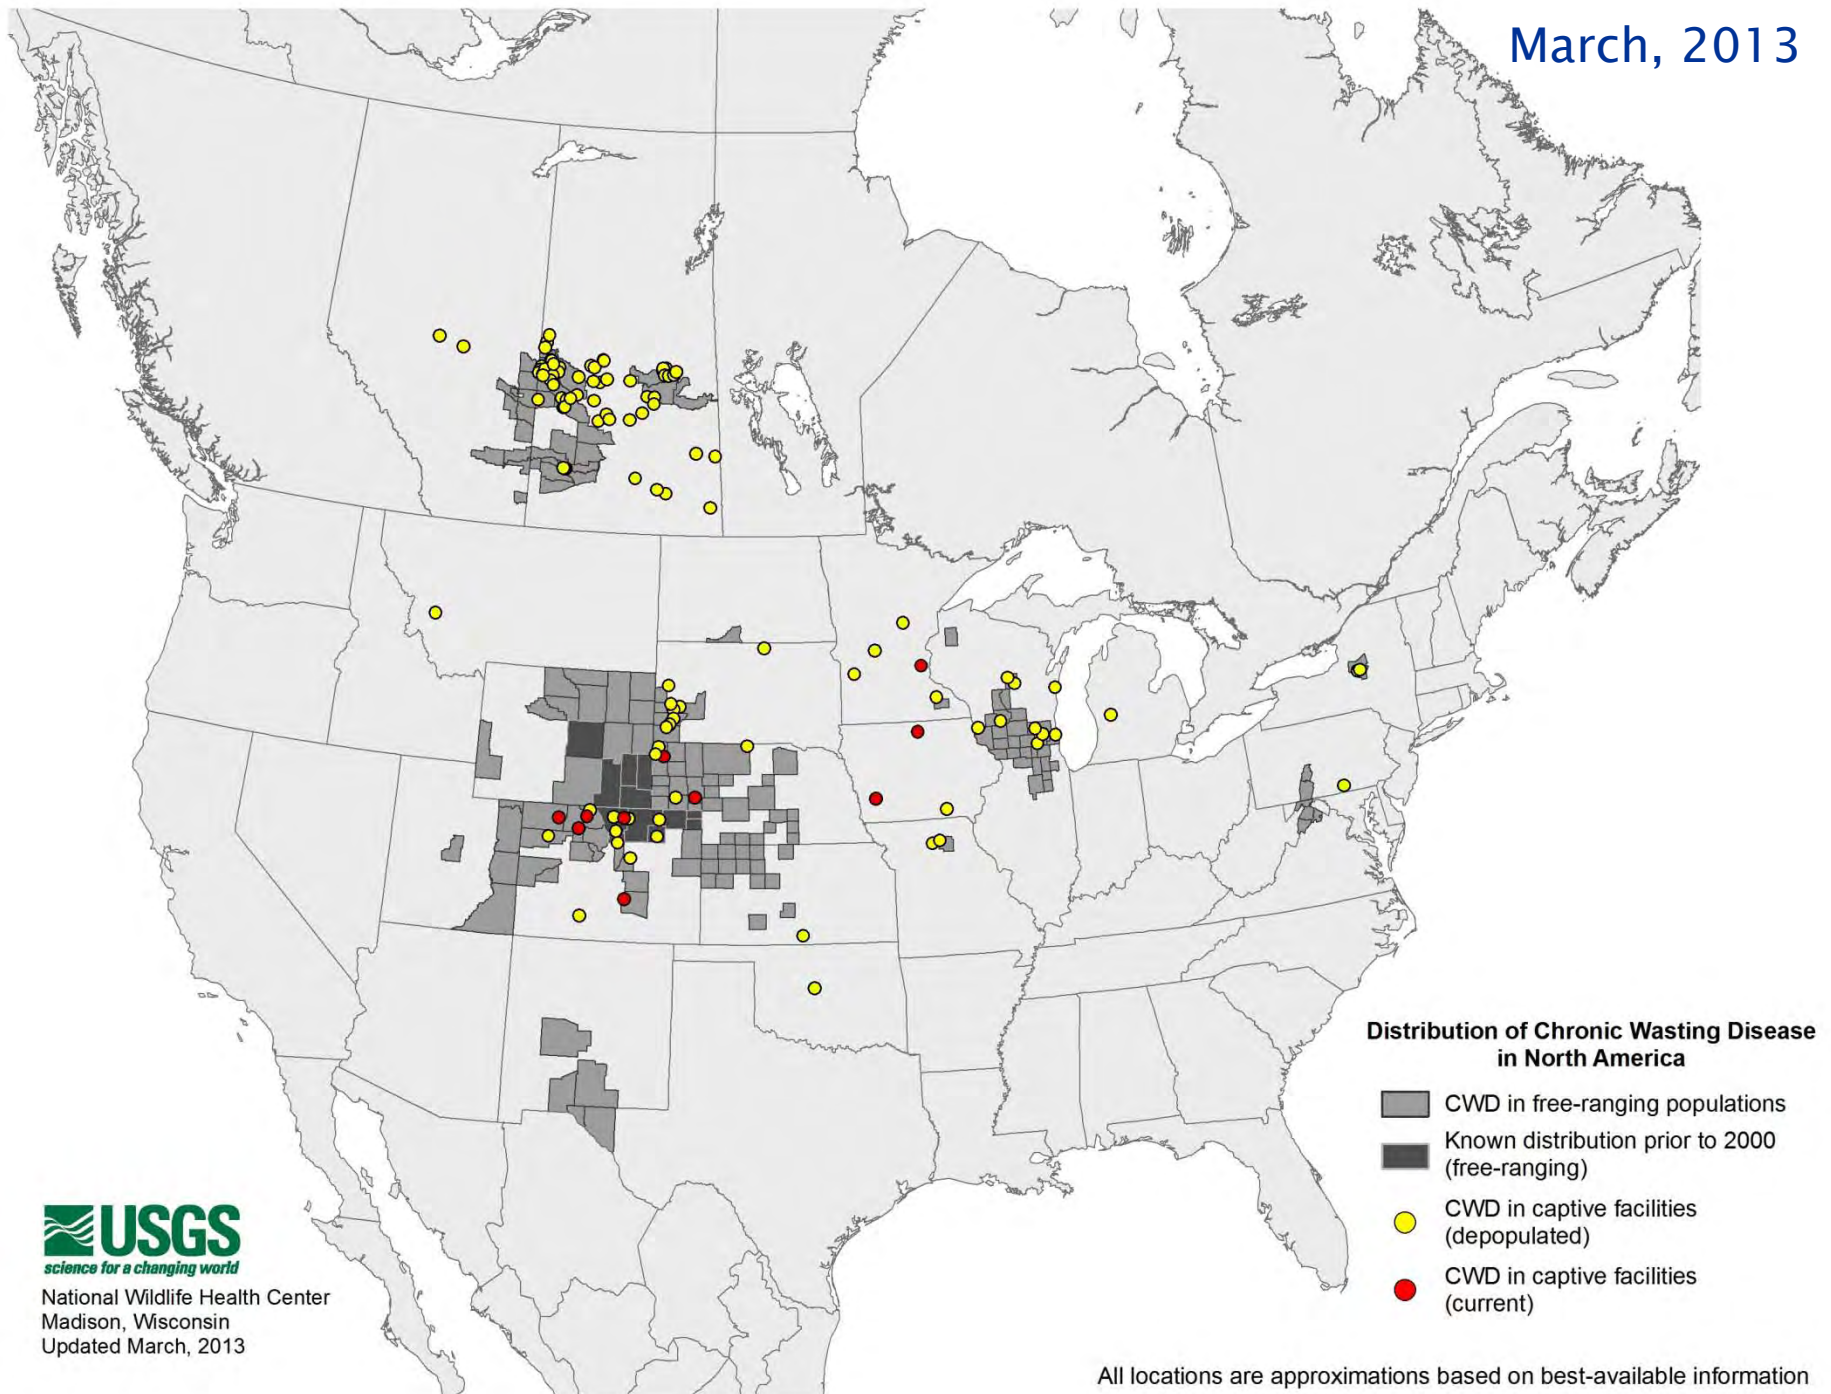 March, 2013
Distribution of Chronic Wasting Disease
in North America
CWD in free-ranging populations
Known distribution prior to 2000
(free-ranging)
CWD in captive facilities
(depopulated)
CWD in captive facilities
(current)
USGS
science for a changing world
National Wildlife Health Center
Madison, Wisconsin
Updated March, 2013
All locations are approximations based on best-available information